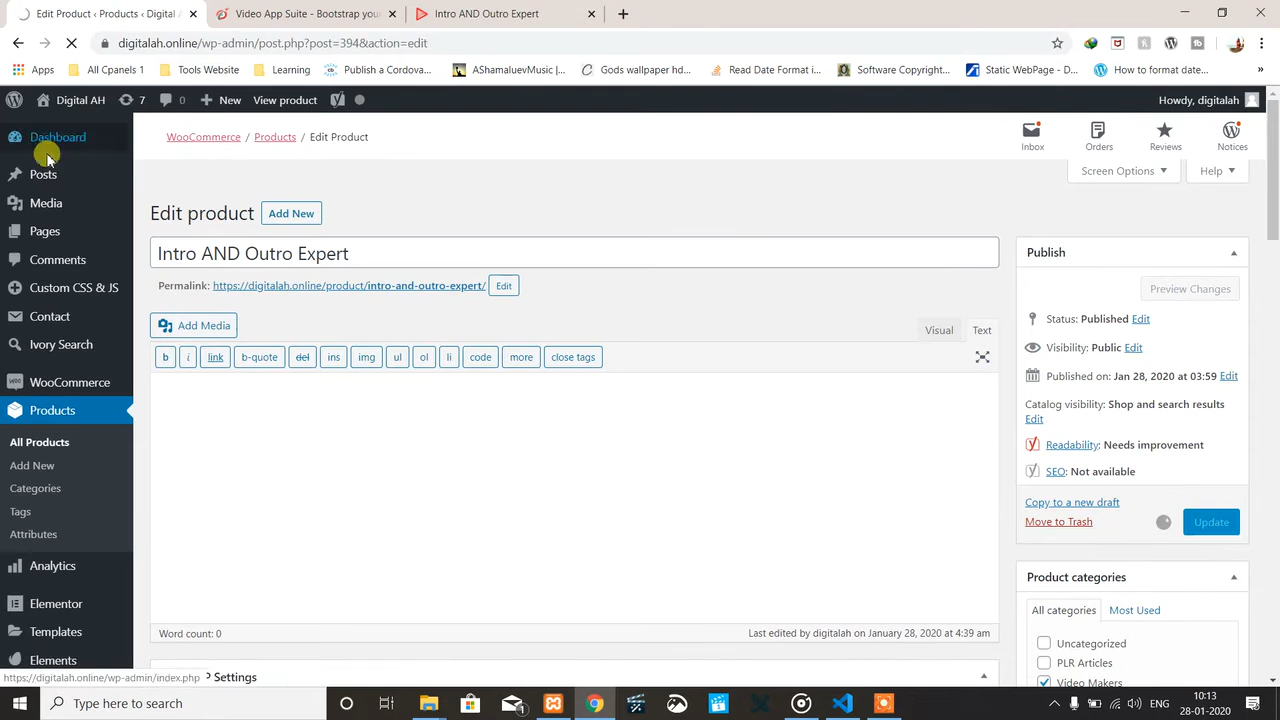 Edit Product ‹ Products ‹ Digital A
Video App Suite - Bootstrap you
Intro AND Outro Expert
digitalah.online/wp-admin/post.php?post=394&action=edit
Apps
All Cpanels 1
Tools Website
Learning
Publish a Cordova...
AShamaluevMusic |...
Gods wallpaper hd...
Read Date Format i...
Software Copyright...
Static WebPage - D...
How to format date...
Digital AH
7
0
New
View product
Howdy, digitalah
Dashboard
Posts
Media
Pages
Comments
Custom CSS & JS
Contact
Ivory Search
WooCommerce
Products
All Products
Add New
Categories
Tags
Attributes
Analytics
Elementor
Templates
Elements
WooCommerce / Products / Edit Product
Inbox
Orders
Reviews
Notices
Screen Options
Help
Edit product
Add New
Intro AND Outro Expert
Permalink: https://digitalah.online/product/intro-and-outro-expert/ Edit
Add Media
Visual
Text
b
i
link
b-quote
del
ins
img
ul
ol
li
code
more
close tags
Word count: 0
Last edited by digitalah on January 28, 2020 at 4:39 am
Settings
Publish
Preview Changes
Status: Published Edit
Visibility: Public Edit
Published on: Jan 28, 2020 at 03:59 Edit
Catalog visibility: Shop and search results
Edit
Readability: Needs improvement
SEO: Not available
Copy to a new draft
Move to Trash
Update
Product categories
All categories
Most Used
Uncategorized
PLR Articles
Video Makers
https://digitalah.online/wp-admin/index.php
Type here to search
ENG
10:13
28-01-2020